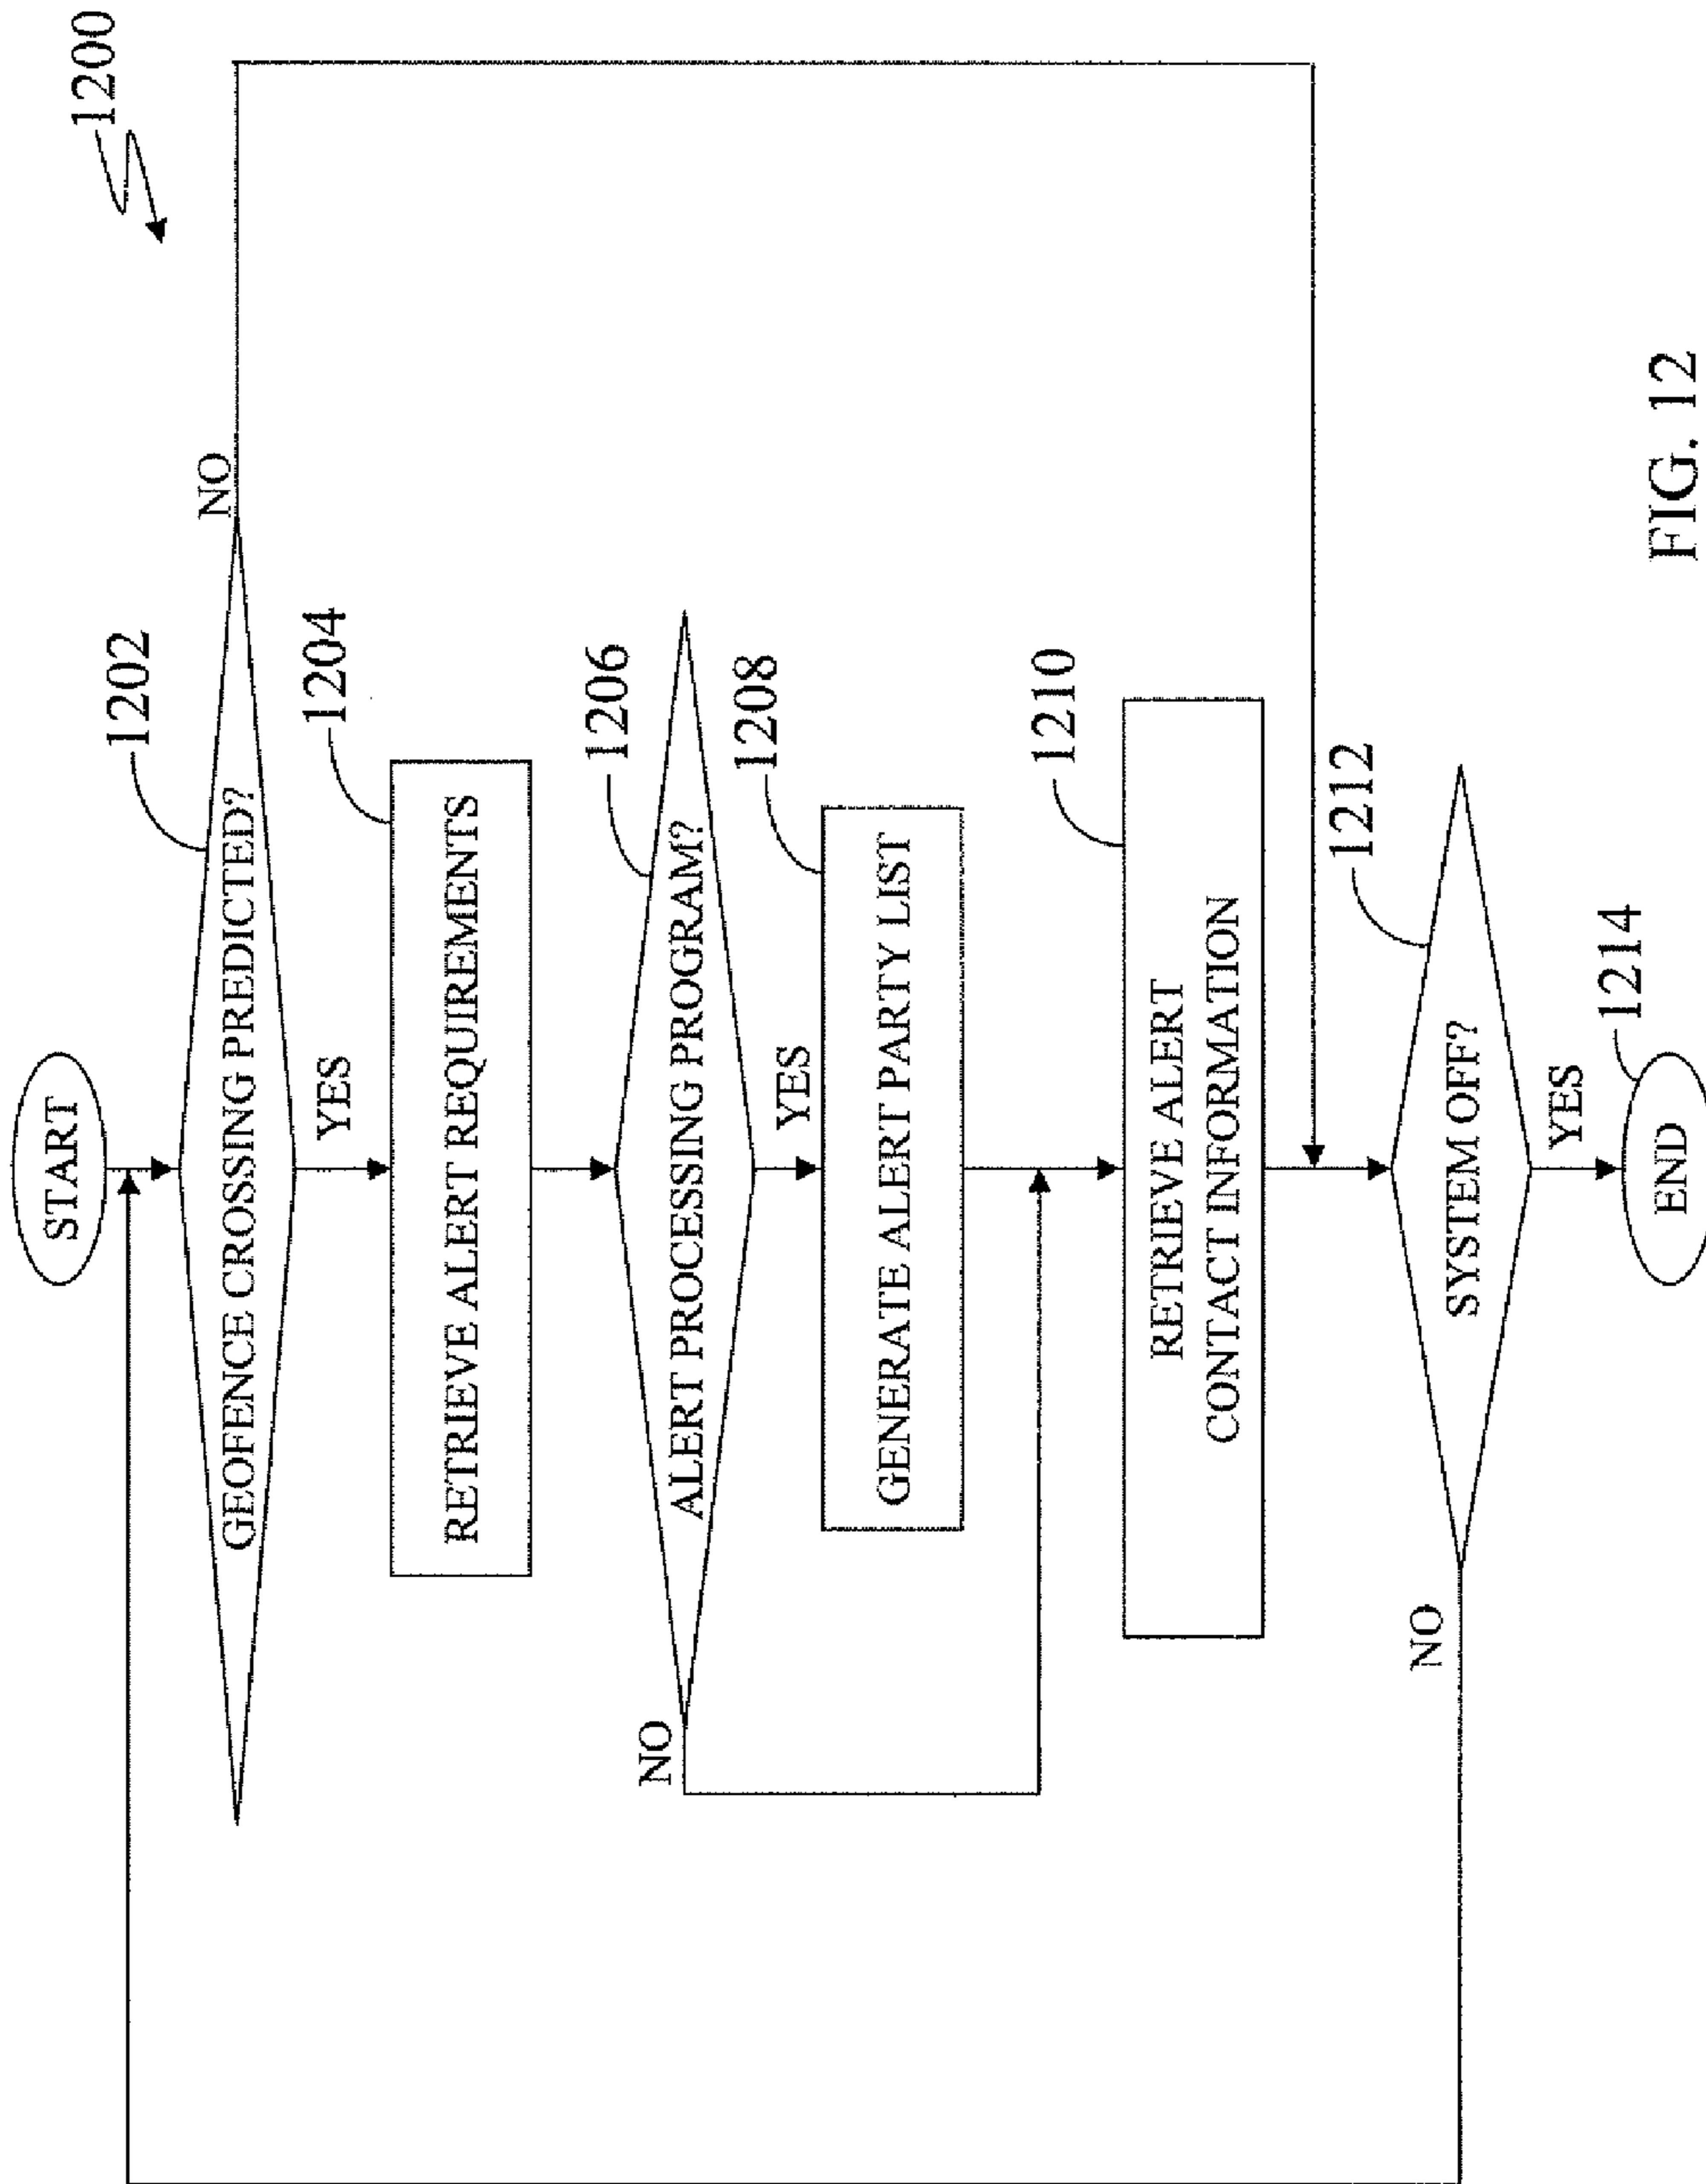 1200
START
1202
GEOFENCE CROSSING PREDICTED?
NO
YES
1204
RETRIEVE ALERT REQUIREMENTS
1206
ALERT PROCESSING PROGRAM?
NO
YES
1208
GENERATE ALERT PARTY LIST
1210
RETRIEVE ALERT
CONTACT INFORMATION
1212
SYSTEM OFF?
NO
YES
1214
END
FIG. 12